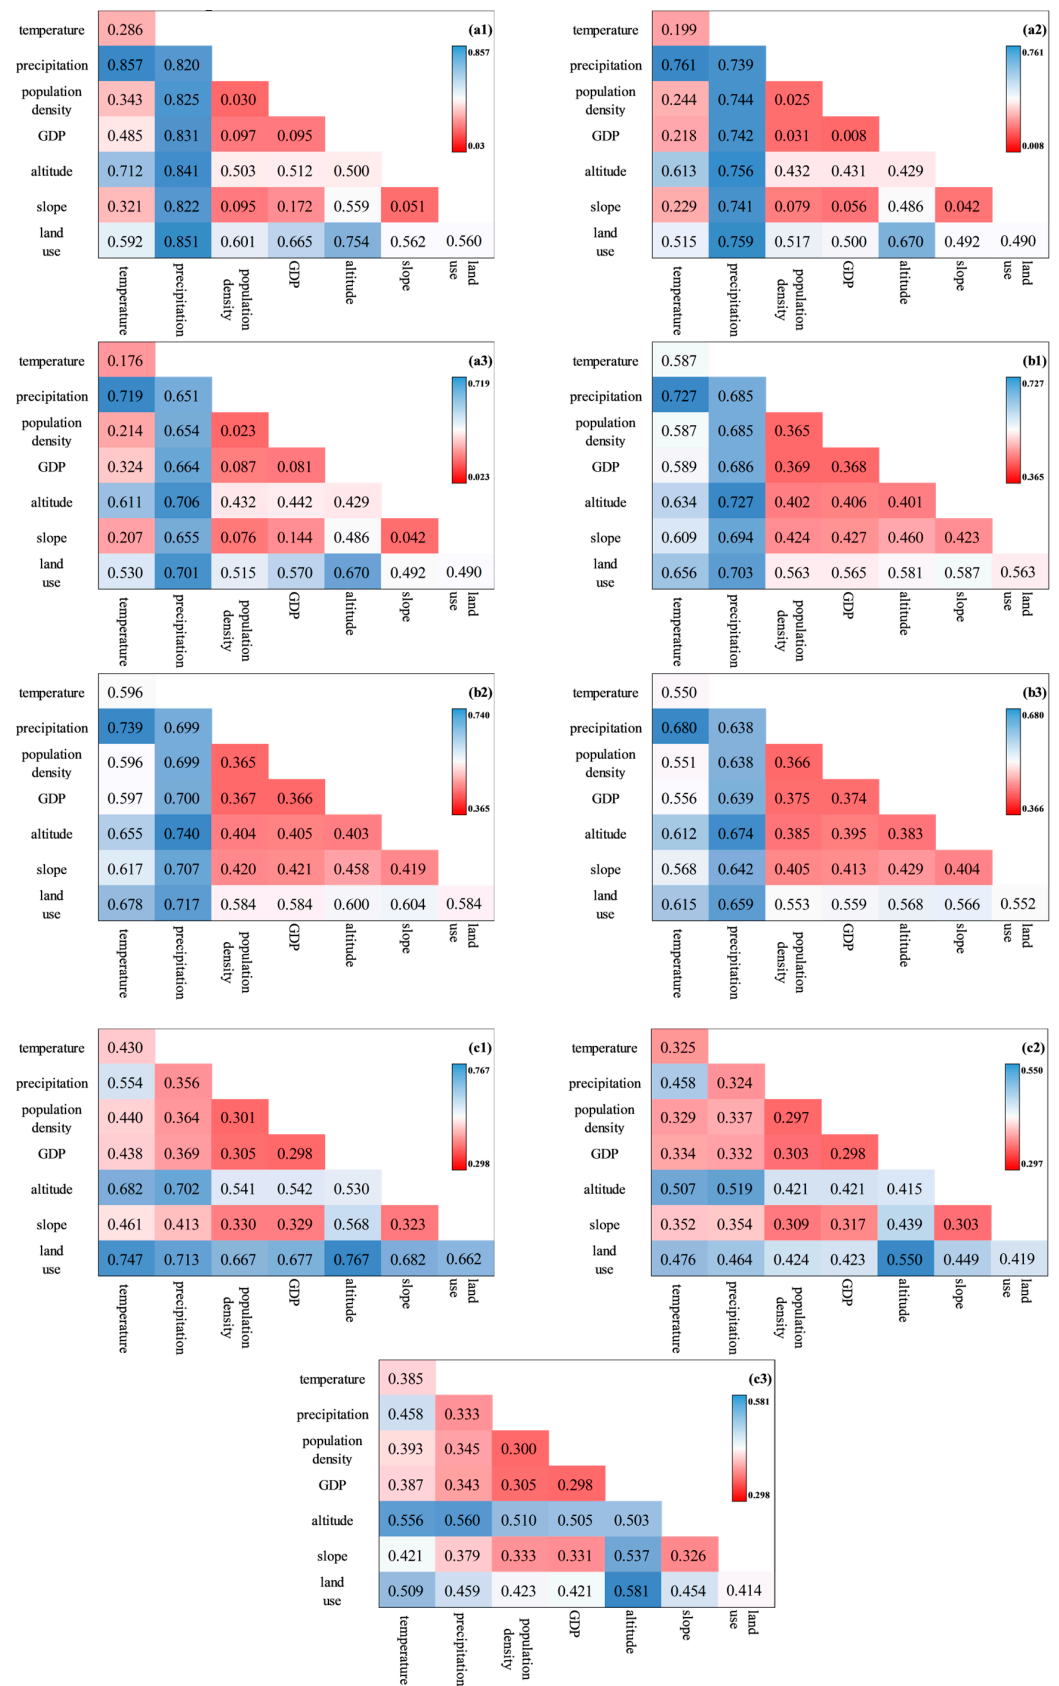 temperature 0.286 (a1)
precipitation 0.857 0.820 0.857
population density 0.343 0.825 0.030
GDP 0.485 0.831 0.097 0.095 0.03
altitude 0.712 0.841 0.503 0.512 0.500
slope 0.321 0.822 0.095 0.172 0.559 0.051
land use 0.592 0.851 0.601 0.665 0.754 0.562 0.560
temperature precipitation population density GDP altitude slope land use
temperature 0.199 (a2)
precipitation 0.761 0.739 0.761
population density 0.244 0.744 0.025
GDP 0.218 0.742 0.031 0.008 0.008
altitude 0.613 0.756 0.432 0.431 0.429
slope 0.229 0.741 0.079 0.056 0.486 0.042
land use 0.515 0.759 0.517 0.500 0.670 0.492 0.490
temperature precipitation population density GDP altitude slope land use
temperature 0.176 (a3)
precipitation 0.719 0.651 0.719
population density 0.214 0.654 0.023
GDP 0.324 0.664 0.087 0.081 0.023
altitude 0.611 0.706 0.432 0.442 0.429
slope 0.207 0.655 0.076 0.144 0.486 0.042
land use 0.530 0.701 0.515 0.570 0.670 0.492 0.490
temperature precipitation population density GDP altitude slope land use
temperature 0.587 (b1)
precipitation 0.727 0.685 0.727
population density 0.587 0.685 0.365
GDP 0.589 0.686 0.369 0.368 0.365
altitude 0.634 0.727 0.402 0.406 0.401
slope 0.609 0.694 0.424 0.427 0.460 0.423
land use 0.656 0.703 0.563 0.565 0.581 0.587 0.563
temperature precipitation population density GDP altitude slope land use
temperature 0.596 (b2)
precipitation 0.739 0.699 0.740
population density 0.596 0.699 0.365
GDP 0.597 0.700 0.367 0.366 0.365
altitude 0.655 0.740 0.404 0.405 0.403
slope 0.617 0.707 0.420 0.421 0.458 0.419
land use 0.678 0.717 0.584 0.584 0.600 0.604 0.584
temperature precipitation population density GDP altitude slope land use
temperature 0.550 (b3)
precipitation 0.680 0.638 0.680
population density 0.551 0.638 0.366
GDP 0.556 0.639 0.375 0.374 0.366
altitude 0.612 0.674 0.385 0.395 0.383
slope 0.568 0.642 0.405 0.413 0.429 0.404
land use 0.615 0.659 0.553 0.559 0.568 0.566 0.552
temperature precipitation population density GDP altitude slope land use
temperature 0.430 (c1)
precipitation 0.554 0.356 0.767
population density 0.440 0.364 0.301
GDP 0.438 0.369 0.305 0.298 0.298
altitude 0.682 0.702 0.541 0.542 0.530
slope 0.461 0.413 0.330 0.329 0.568 0.323
land use 0.747 0.713 0.667 0.677 0.767 0.682 0.662
temperature precipitation population density GDP altitude slope land use
temperature 0.325 (c2)
precipitation 0.458 0.324 0.550
population density 0.329 0.337 0.297
GDP 0.334 0.332 0.303 0.298 0.297
altitude 0.507 0.519 0.421 0.421 0.415
slope 0.352 0.354 0.309 0.317 0.439 0.303
land use 0.476 0.464 0.424 0.423 0.550 0.449 0.419
temperature precipitation population density GDP altitude slope land use
temperature 0.385 (c3)
precipitation 0.458 0.333 0.581
population density 0.393 0.345 0.300
GDP 0.387 0.343 0.305 0.298 0.298
altitude 0.556 0.560 0.510 0.505 0.503
slope 0.421 0.379 0.333 0.331 0.537 0.326
land use 0.509 0.459 0.423 0.421 0.581 0.454 0.414
temperature precipitation population density GDP altitude slope land use